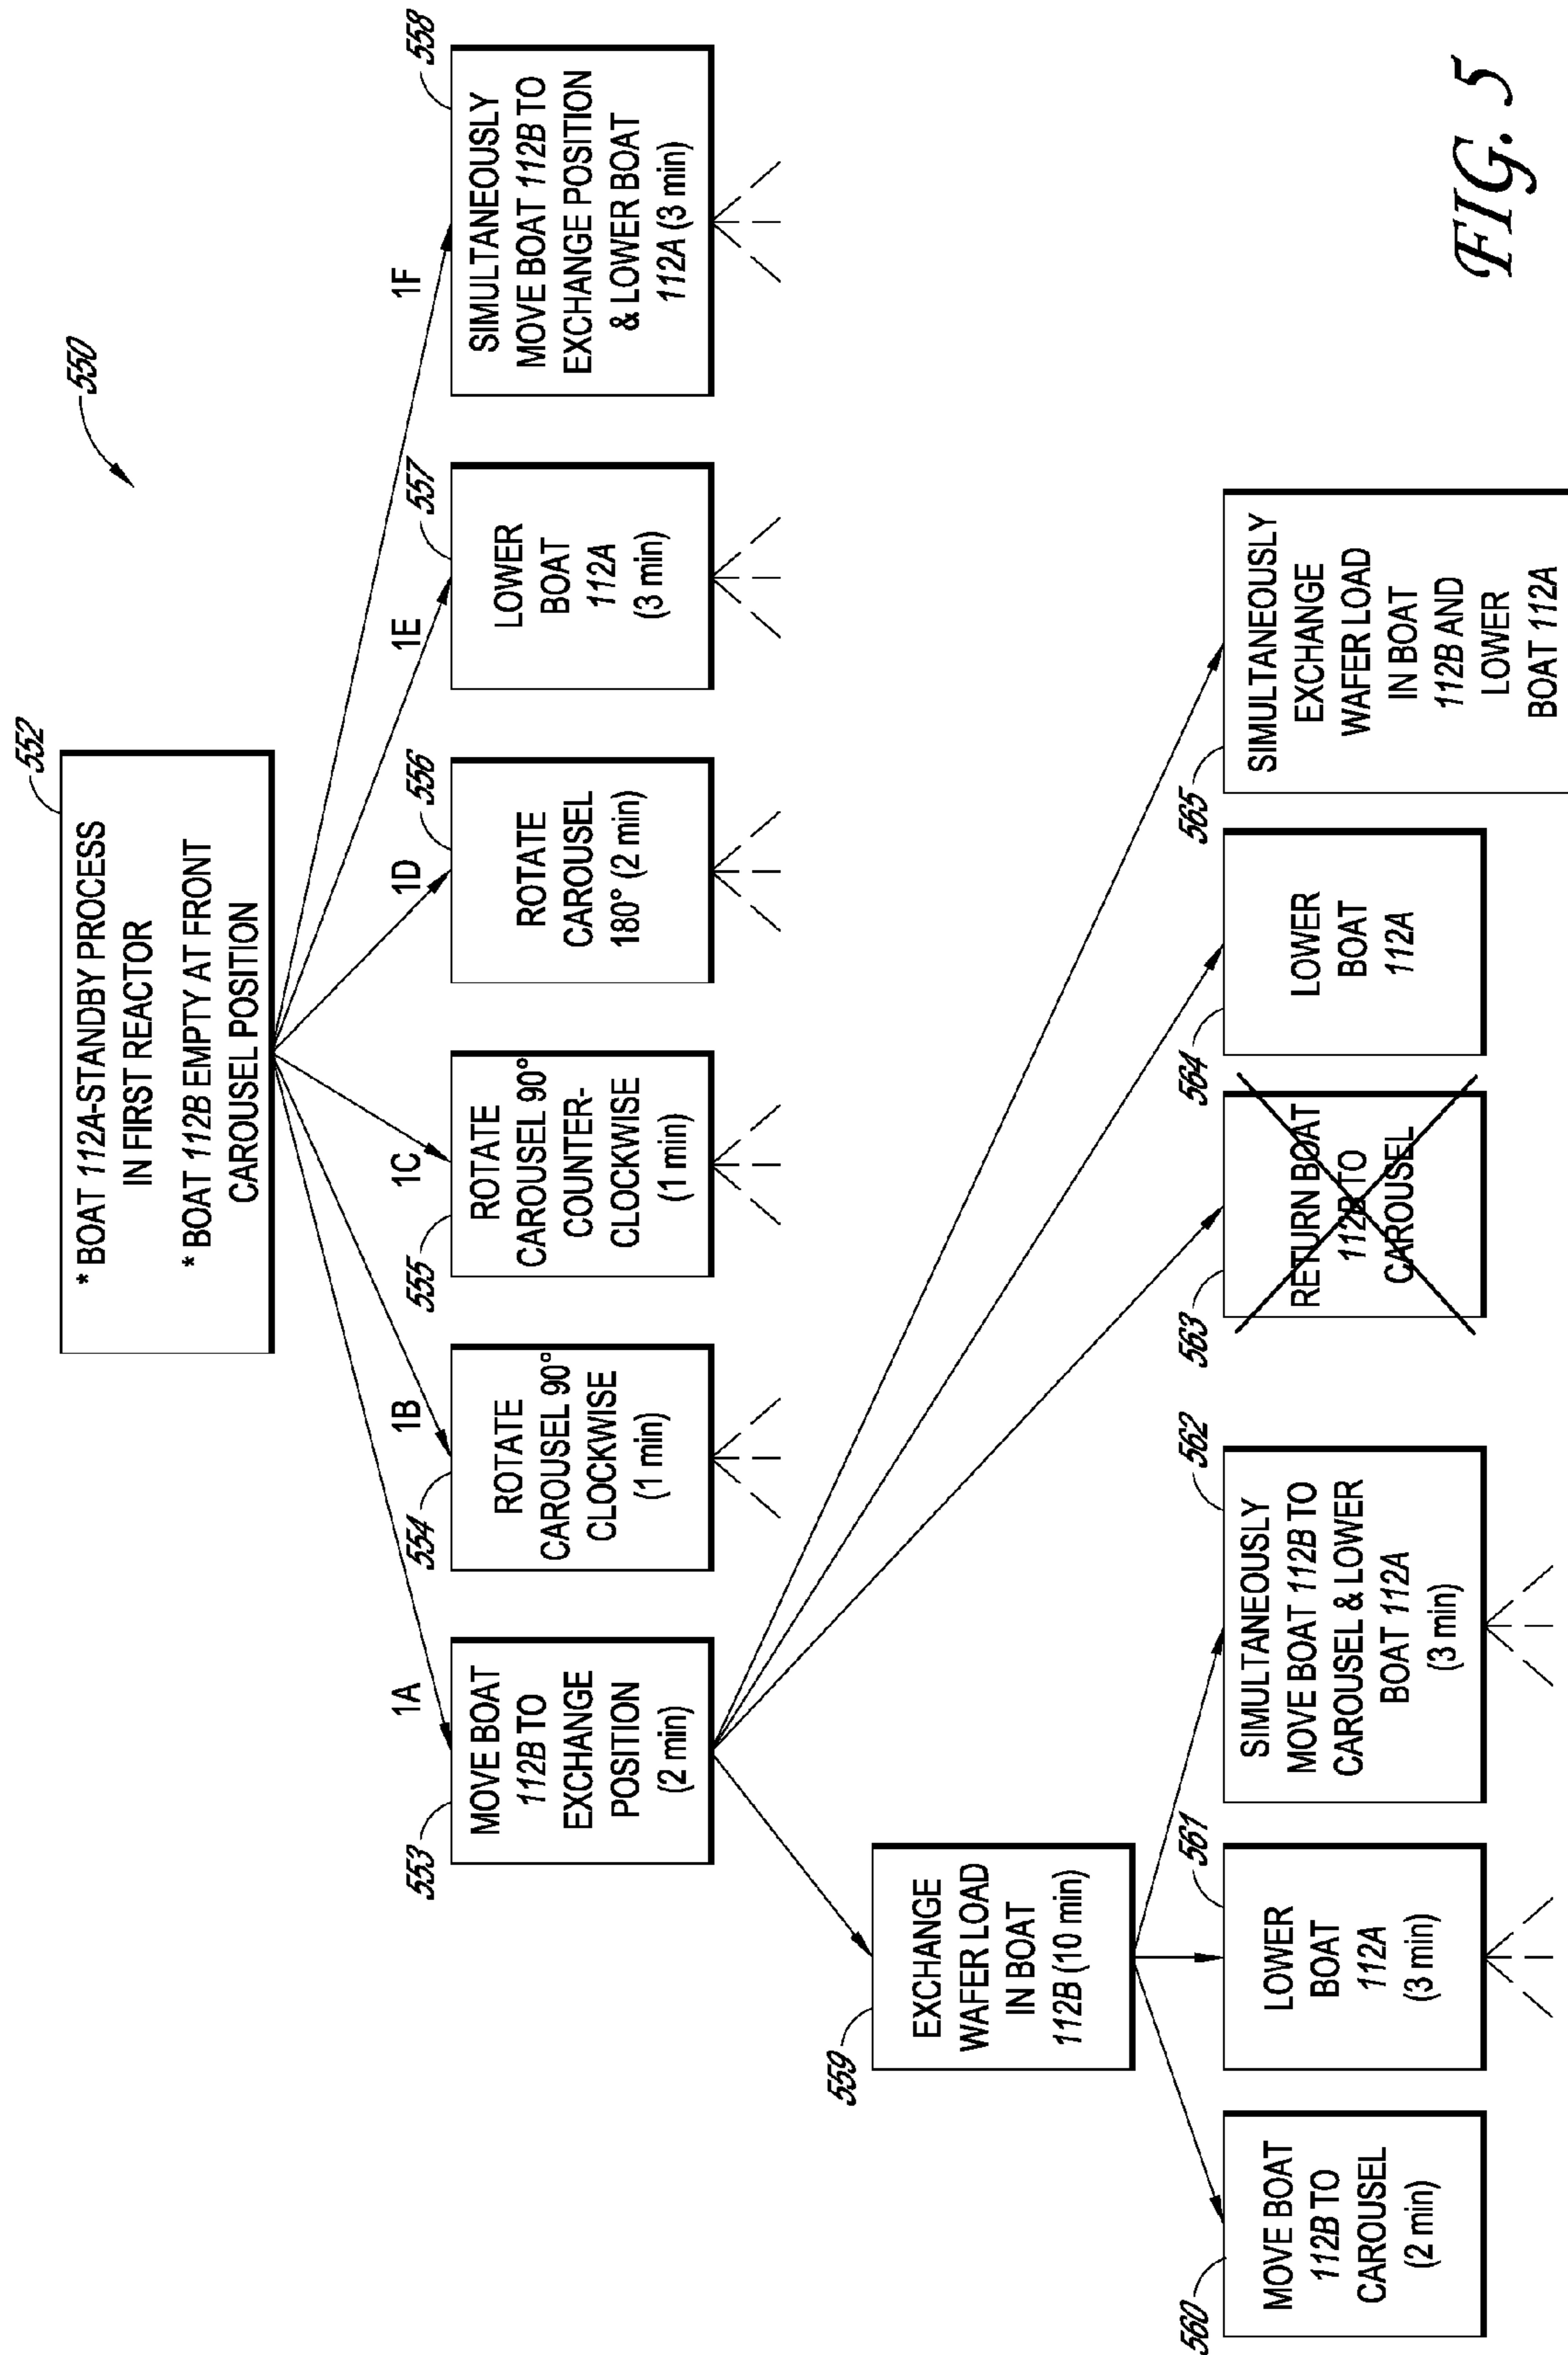 550
552
* BOAT 112A-STANDBY PROCESS
IN FIRST REACTOR
* BOAT 112B EMPTY AT FRONT
CAROUSEL POSITION
1A
1B
1C
1D
1E
1F
553
MOVE BOAT
112B TO
EXCHANGE
POSITION
(2 min)
554
ROTATE
CAROUSEL 90°
CLOCKWISE
(1 min)
555
ROTATE
CAROUSEL 90°
COUNTER-
CLOCKWISE
(1 min)
556
ROTATE
CAROUSEL
180° (2 min)
557
LOWER
BOAT
112A
(3 min)
558
SIMULTANEOUSLY
MOVE BOAT 112B TO
EXCHANGE POSITION
& LOWER BOAT
112A (3 min)
559
EXCHANGE
WAFER LOAD
IN BOAT
112B (10 min)
560
MOVE BOAT
112B TO
CAROUSEL
(2 min)
561
LOWER
BOAT
112A
(3 min)
562
SIMULTANEOUSLY
MOVE BOAT 112B TO
CAROUSEL & LOWER
BOAT 112A
(3 min)
563
RETURN BOAT
112B TO
CAROUSEL
564
LOWER
BOAT
112A
565
SIMULTANEOUSLY
EXCHANGE
WAFER LOAD
IN BOAT
112B AND
LOWER
BOAT 112A
FIG. 5